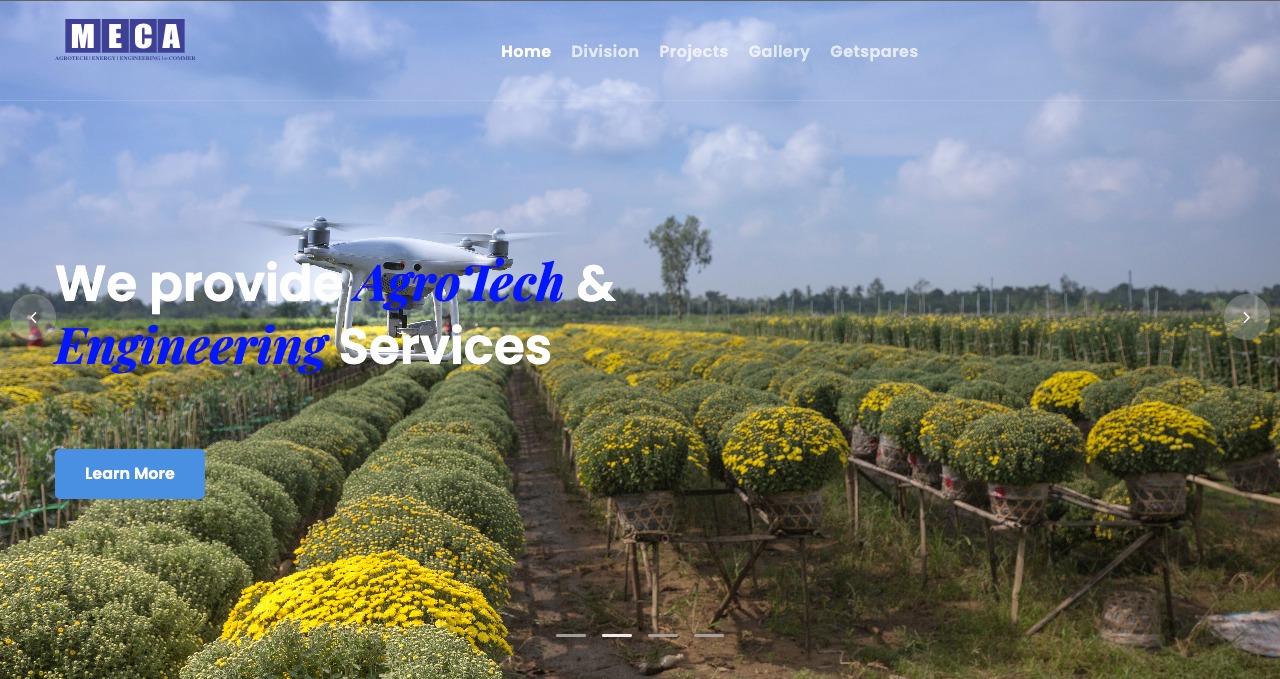 MECA
AGROTECH | ENERGY | ENGINEERING | e-COMMER
Home Division Projects Gallery Getspares
We provide AgroTech &
Engineering Services
Learn More